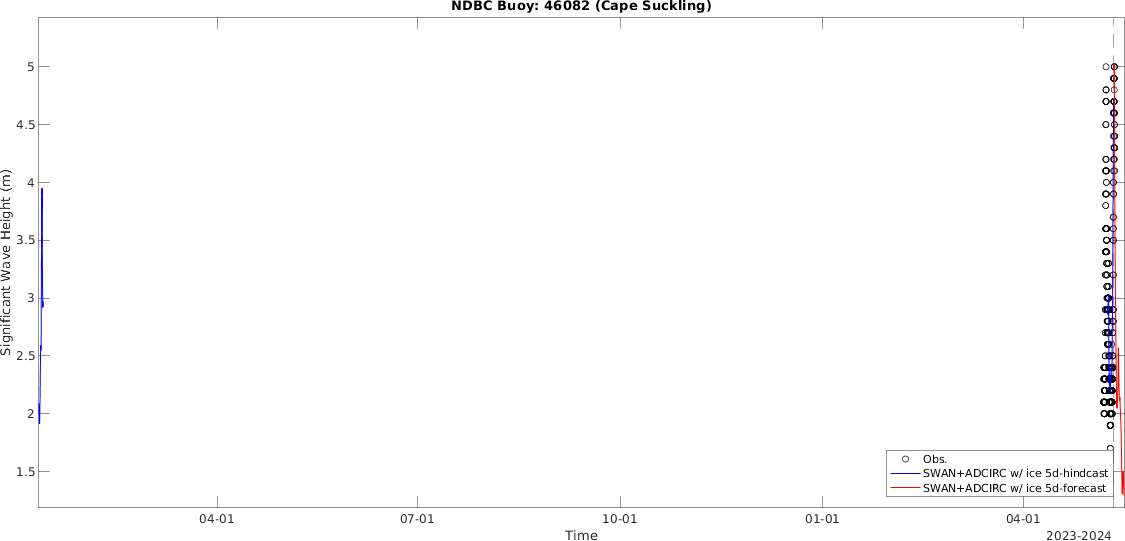 NDBC Buoy: 46082 (Cape Suckling)
Significant Wave Height (m)
5
4.5
4
3.5
3
2.5
2
1.5
Obs.
SWAN+ADCIRC w/ ice 5d-hindcast
SWAN+ADCIRC w/ ice 5d-forecast
04-01
07-01
10-01
01-01
04-01
Time
2023-2024